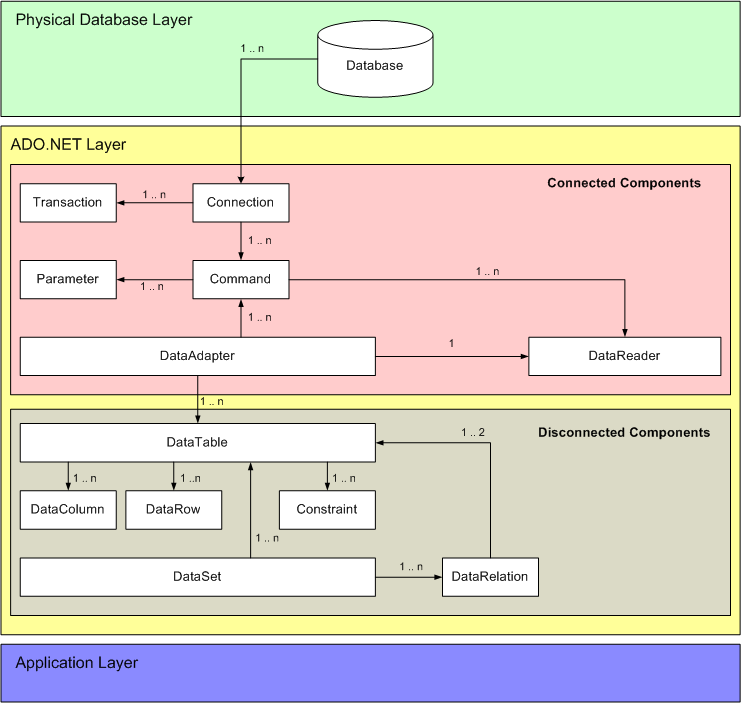 Physical Database Layer
1 .. n
Database
ADO.NET Layer
Connected Components
Transaction
1 .. n
Connection
1 .. n
Parameter
1 .. n
Command
1 .. n
1 .. n
DataAdapter
1
DataReader
1 .. n
Disconnected Components
DataTable
1 .. 2
1 .. n
1 ..n
1 .. n
DataColumn
DataRow
Constraint
1 .. n
DataSet
1 .. n
DataRelation
Application Layer